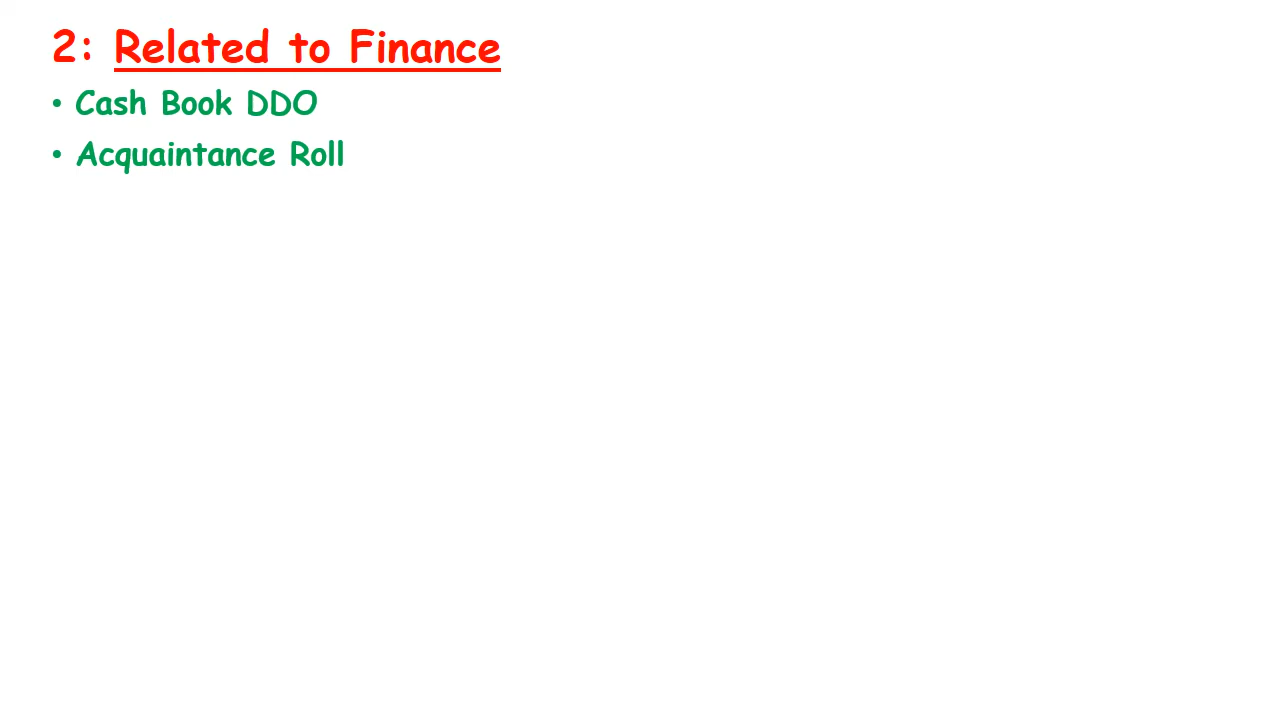 2: Related to Finance
• Cash Book DDO
• Acquaintance Roll